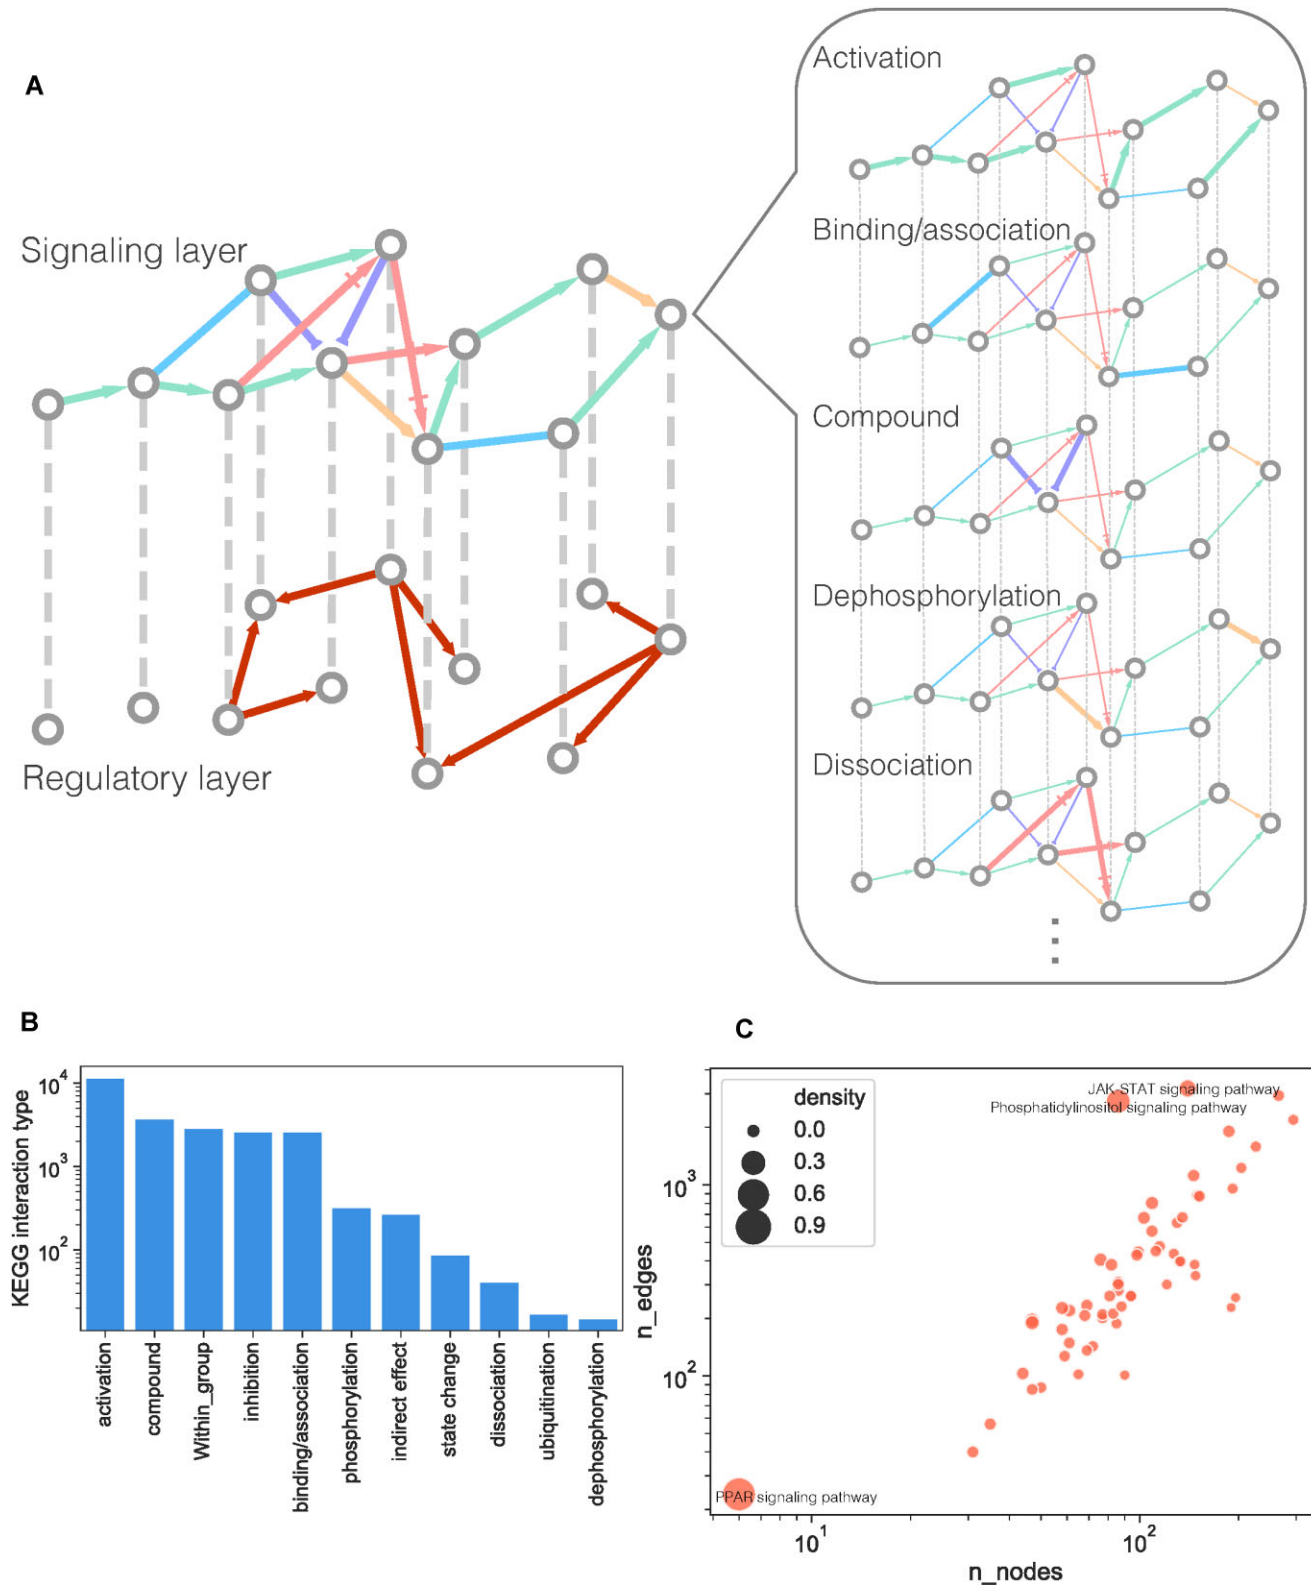 A
Signaling layer
Regulatory layer
Activation
Binding/association
Compound
Dephosphorylation
Dissociation
B
KEGG interaction type
10^4
10^3
10^2
activation
compound
Within_group
inhibition
binding/association
phosphorylation
indirect effect
state change
dissociation
ubiquitination
dephosphorylation
C
n_edges
10^3
10^2
density
0.0
0.3
0.6
0.9
JAK-STAT signaling pathway
Phosphatidylinositol signaling pathway
PPAR signaling pathway
10^1
10^2
n_nodes